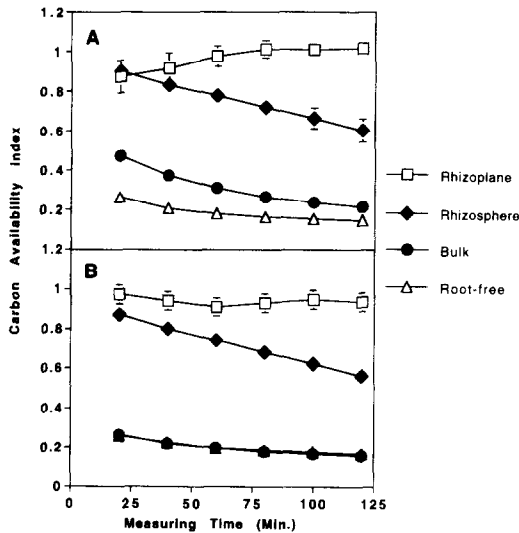 1.2
A
1
0.8
0.6
0.4
0.2
Carbon Availability Index
1.2
B
1
0.8
0.6
0.4
0.2
0
0 25 50 75 100 125
Measuring Time (Min.)
Rhizoplane
Rhizosphere
Bulk
Root-free